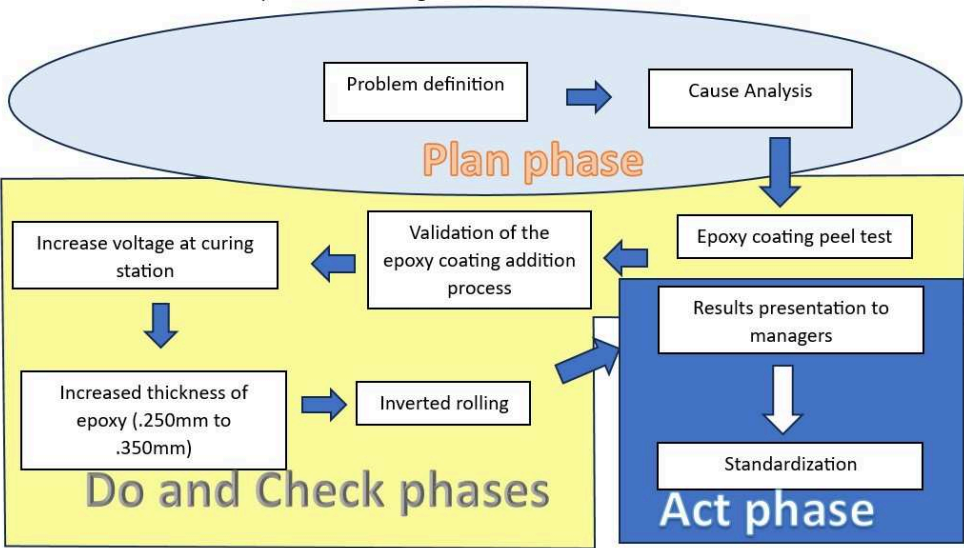 Problem definition
Cause Analysis
Plan phase
Epoxy coating peel test
Validation of the
epoxy coating addition
process
Increase voltage at curing
station
Increased thickness of
epoxy (.250mm to
.350mm)
Inverted rolling
Do and Check phases
Results presentation to
managers
Standardization
Act phase